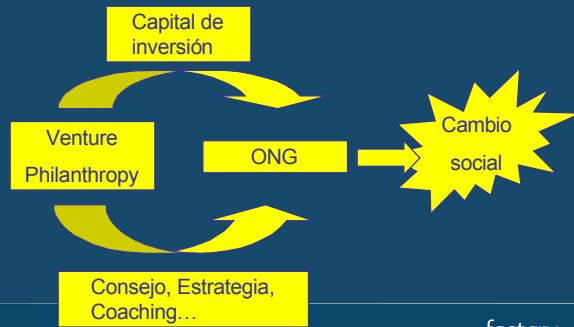 Capital de
inversión
Venture
Philanthropy
ONG
Cambio
social
Consejo, Estrategia,
Coaching…